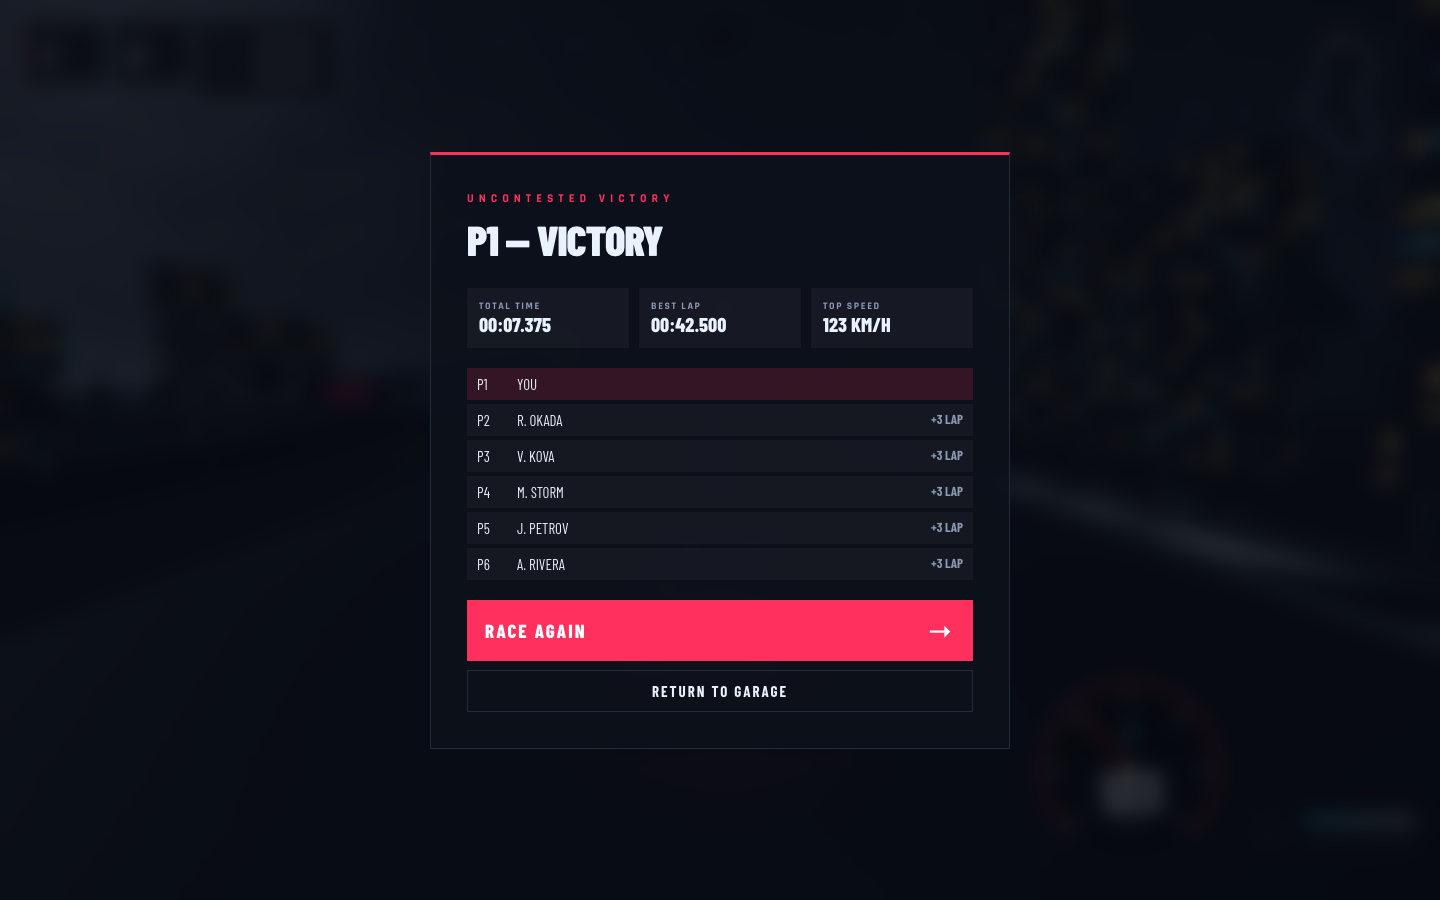 UNCONTESTED VICTORY
P1 — VICTORY
TOTAL TIME
00:07.375
BEST LAP
00:42.500
TOP SPEED
123 KM/H
P1 YOU
P2 R. OKADA +3 LAP
P3 V. KOVA +3 LAP
P4 M. STORM +3 LAP
P5 J. PETROV +3 LAP
P6 A. RIVERA +3 LAP
RACE AGAIN →
RETURN TO GARAGE